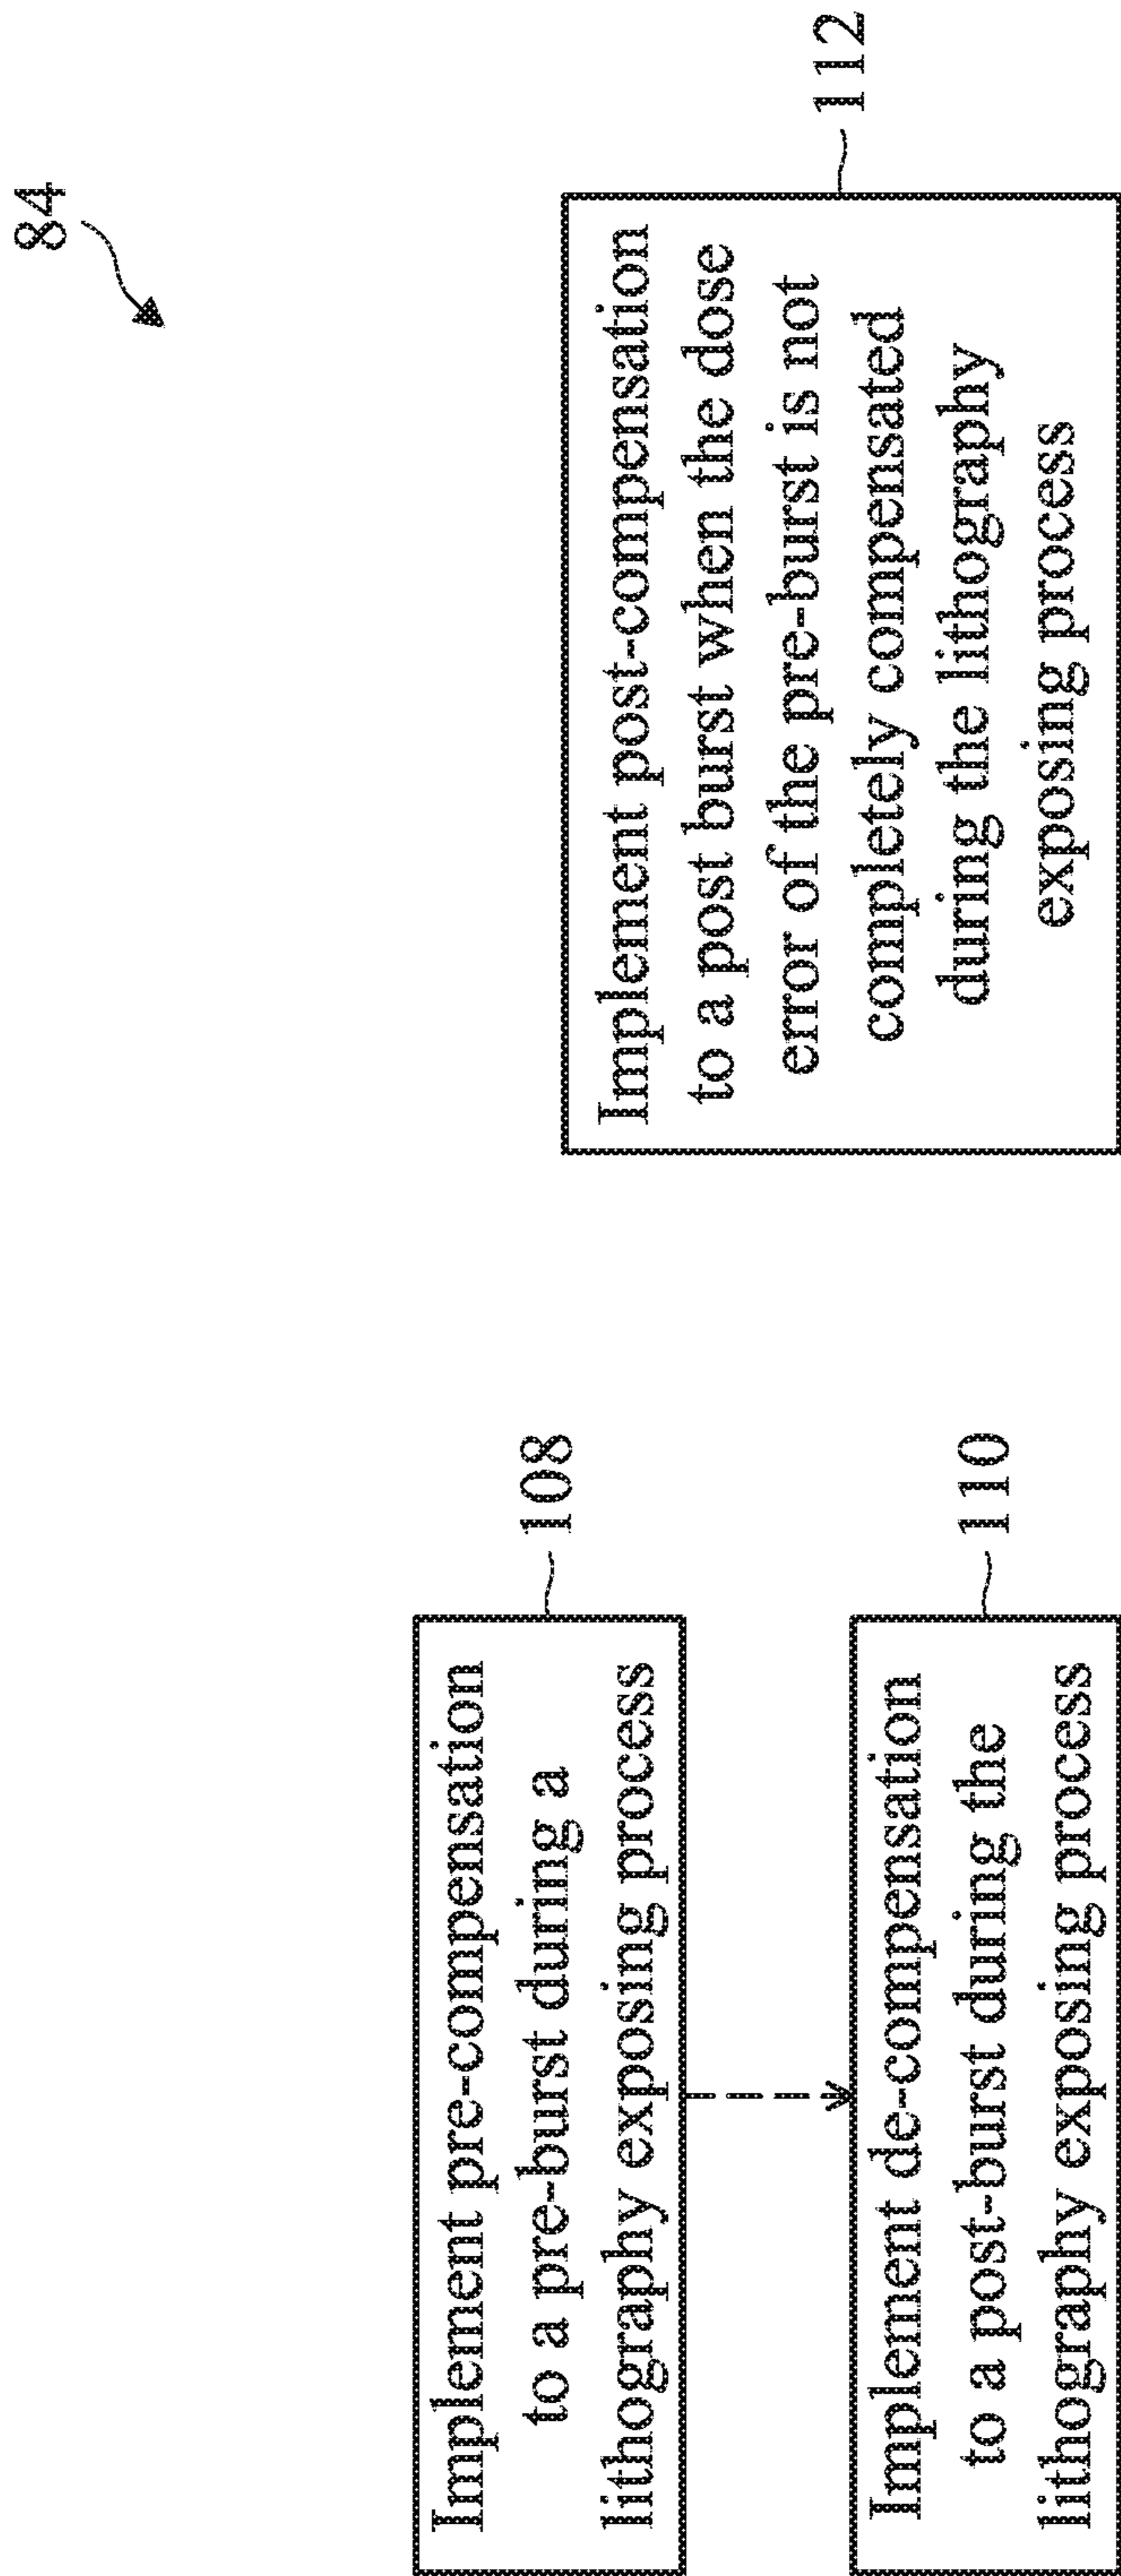 84
Implement pre-compensation
to a pre-burst during a
lithography exposing process
108
Implement de-compensation
to a post-burst during the
lithography exposing process
110
Implement post-compensation
to a post burst when the dose
error of the pre-burst is not
completely compensated
during the lithography
exposing process
112